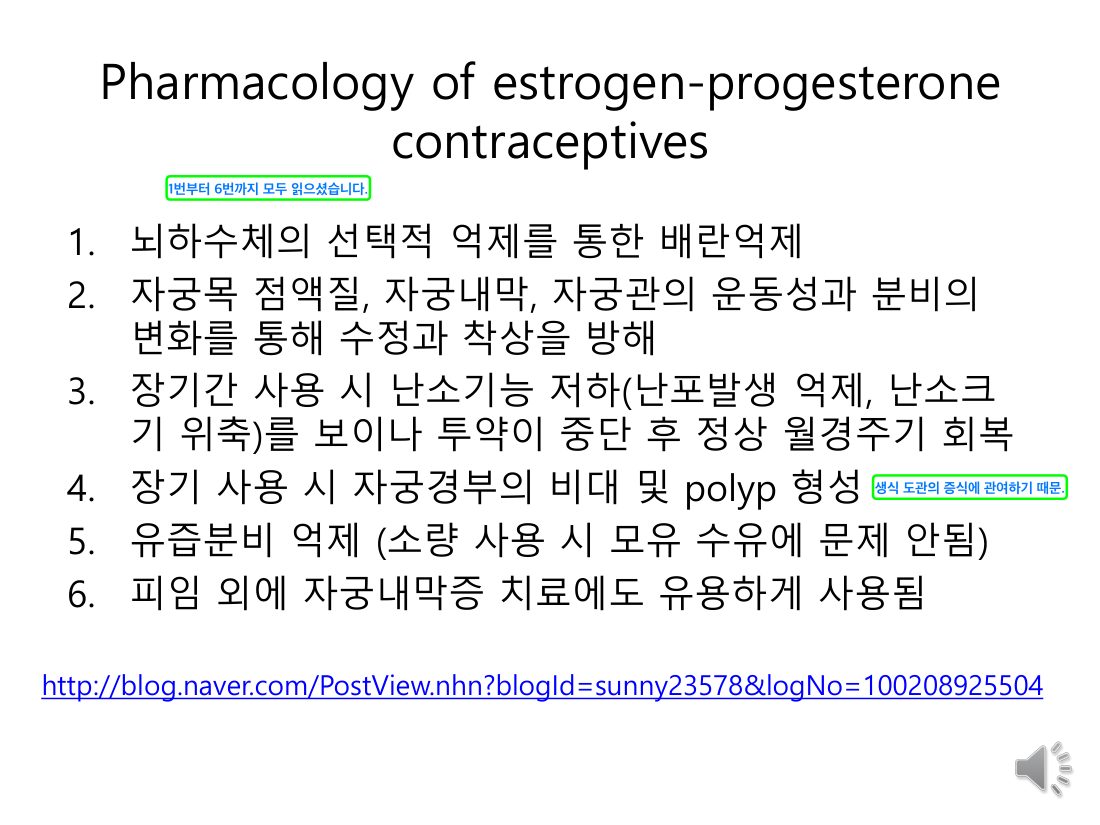 Pharmacology of estrogen-progesterone
contraceptives
1번부터 6번까지 모두 읽으셨습니다.
1. 뇌하수체의 선택적 억제를 통한 배란억제
2. 자궁목 점액질, 자궁내막, 자궁관의 운동성과 분비의
변화를 통해 수정과 착상을 방해
3. 장기간 사용 시 난소기능 저하(난포발생 억제, 난소크
기 위축)를 보이나 투약이 중단 후 정상 월경주기 회복
4. 장기 사용 시 자궁경부의 비대 및 polyp 형성 생식 도관의 증식에 관여하기 때문.
5. 유즙분비 억제 (소량 사용 시 모유 수유에 문제 안됨)
6. 피임 외에 자궁내막증 치료에도 유용하게 사용됨
http://blog.naver.com/PostView.nhn?blogId=sunny23578&logNo=100208925504